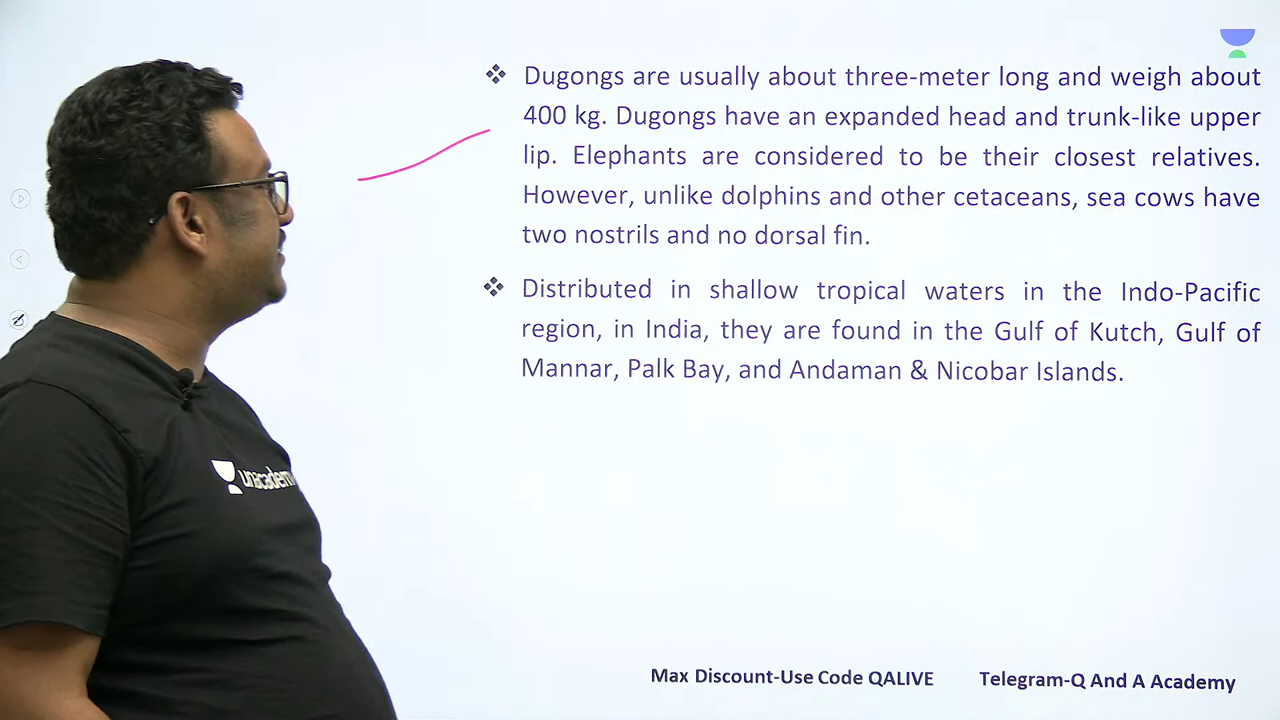 Dugongs are usually about three-meter long and weigh about
400 kg. Dugongs have an expanded head and trunk-like upper
lip. Elephants are considered to be their closest relatives.
However, unlike dolphins and other cetaceans, sea cows have
two nostrils and no dorsal fin.
Distributed in shallow tropical waters in the Indo-Pacific
region, in India, they are found in the Gulf of Kutch, Gulf of
Mannar, Palk Bay, and Andaman & Nicobar Islands.
unacademy
Max Discount-Use Code QALIVE Telegram-Q And A Academy